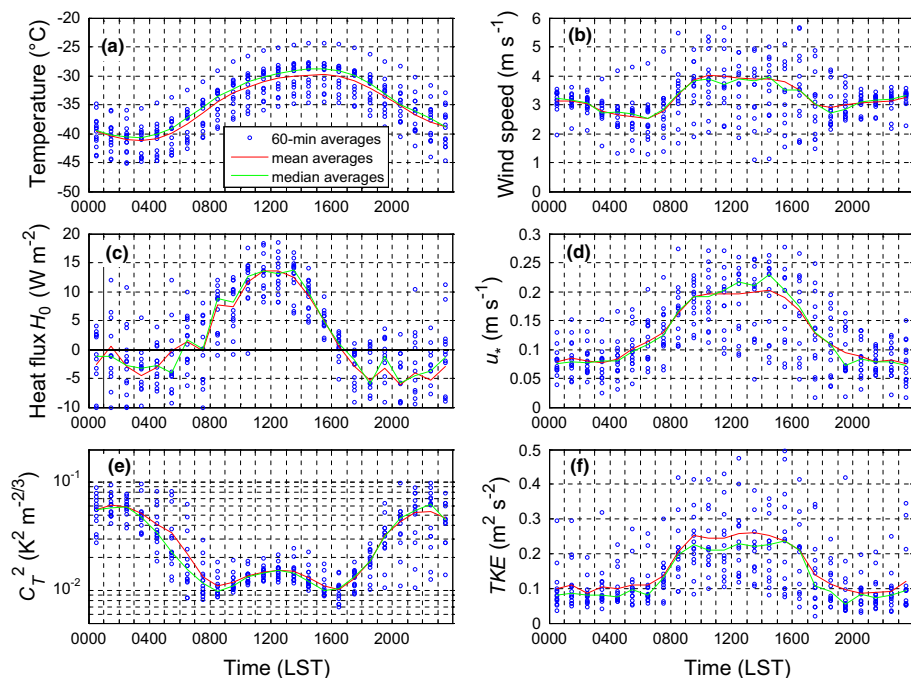 (a)
Temperature (°C)
-20
-25
-30
-35
-40
-45
-50
0000 0400 0800 1200 1600 2000
60-min averages
mean averages
median averages
(b)
Wind speed (m s⁻¹)
6
5
4
3
2
1
0
0000 0400 0800 1200 1600 2000
(c)
Heat flux H₀ (W m⁻²)
20
15
10
5
0
-5
-10
0000 0400 0800 1200 1600 2000
(d)
u* (m s⁻¹)
0.3
0.25
0.2
0.15
0.1
0.05
0
0000 0400 0800 1200 1600 2000
(e)
C_T² (K² m⁻²/³)
10⁻¹
10⁻²
0000 0400 0800 1200 1600 2000
Time (LST)
(f)
TKE (m² s⁻²)
0.5
0.4
0.3
0.2
0.1
0
0000 0400 0800 1200 1600 2000
Time (LST)